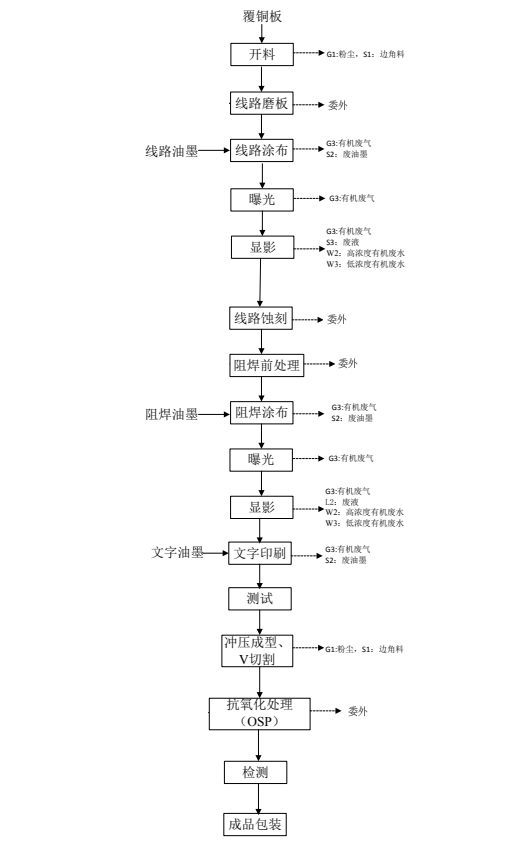 覆铜板
开料
G1:粉尘，S1：边角料
线路磨板
委外
线路油墨
线路涂布
G3:有机废气
S2：废油墨
曝光
G3:有机废气
显影
G3:有机废气
S3：废液
W2：高浓度有机废水
W3：低浓度有机废水
线路蚀刻
委外
阻焊前处理
委外
阻焊油墨
阻焊涂布
G3:有机废气
S2：废油墨
曝光
G3:有机废气
显影
G3:有机废气
L2：废液
W2：高浓度有机废水
W3：低浓度有机废水
文字油墨
文字印刷
G3:有机废气
S2：废油墨
测试
冲压成型、
V切割
G1:粉尘，S1：边角料
抗氧化处理
（OSP）
委外
检测
成品包装